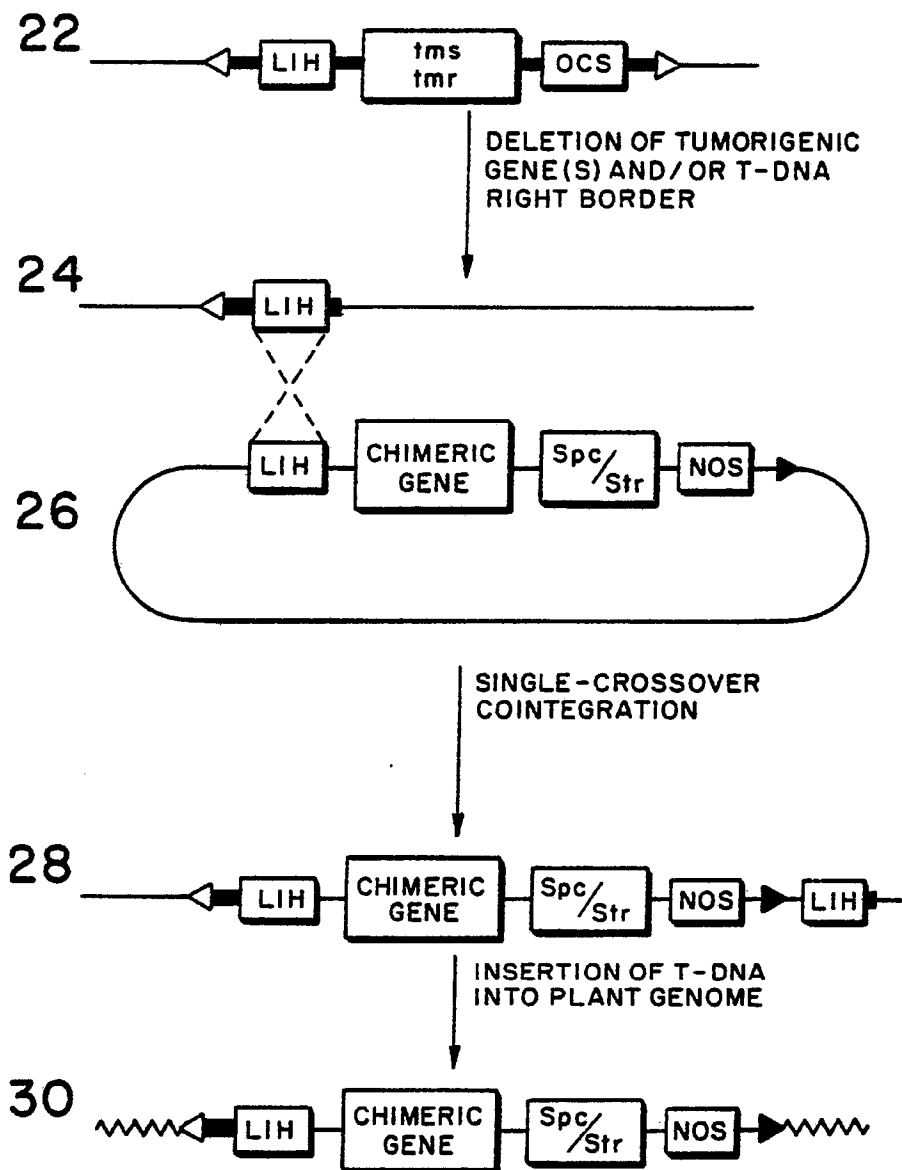 22
LIH
tms
tmr
OCS
DELETION OF TUMORIGENIC
GENE(S) AND/OR T-DNA
RIGHT BORDER
24
LIH
LIH
CHIMERIC
GENE
Spc/Str
NOS
26
SINGLE-CROSSOVER
COINTEGRATION
28
LIH
CHIMERIC
GENE
Spc/Str
NOS
LIH
INSERTION OF T-DNA
INTO PLANT GENOME
30
LIH
CHIMERIC
GENE
Spc/Str
NOS